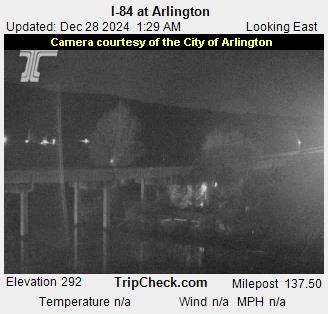 I-84 at Arlington
Updated: Dec 28 2024 1:29 AM Looking East
Camera courtesy of the City of Arlington
Elevation 292 TripCheck.com Milepost 137.50
Temperature n/a Wind n/a MPH n/a